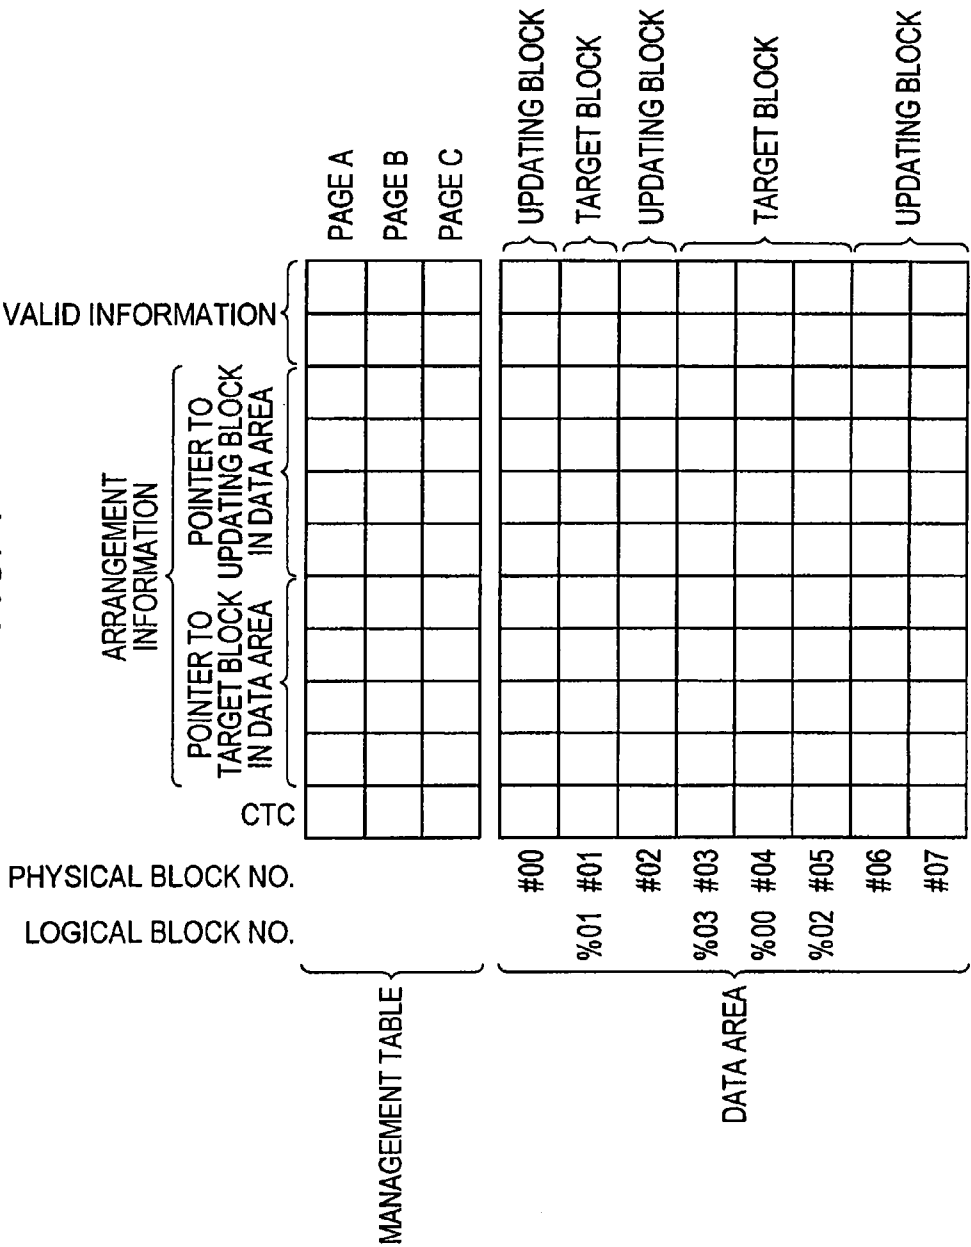 VALID INFORMATION
ARRANGEMENT
INFORMATION
POINTER TO
TARGET BLOCK
IN DATA AREA
POINTER TO
UPDATING BLOCK
IN DATA AREA
CTC
PHYSICAL BLOCK NO.
LOGICAL BLOCK NO.
PAGE A
PAGE B
PAGE C
MANAGEMENT TABLE
#00
%01 #01
#02
%03 #03
%00 #04
%02 #05
#06
#07
UPDATING BLOCK
TARGET BLOCK
UPDATING BLOCK
TARGET BLOCK
UPDATING BLOCK
DATA AREA